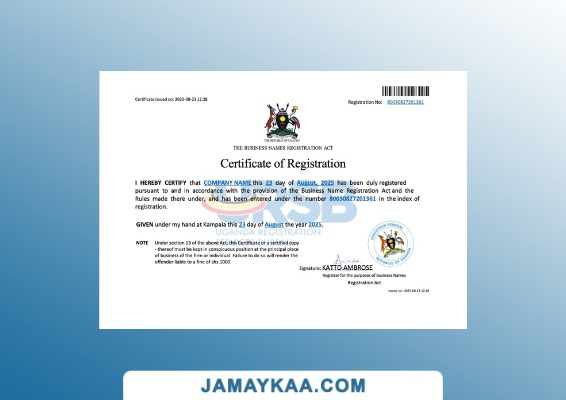 Certificate issued on: 2025-08-23 12:28
Registration No: 80030827301361
THE REPUBLIC OF UGANDA
THE BUSINESS NAMES REGISTRATION ACT
Certificate of Registration
I HEREBY CERTIFY that COMPANY NAME this 23 day of August, 2025 has been duly registered
pursuant to and in accordance with the provision of the Business Name Registration Act and the
Rules made there under, and has been entered under the number 80030827201361 in the index of
registration.
URSB
UGANDA REGISTRATION
GIVEN under my hand at Kampala this 23 day of August the year 2025.
NOTE Under section 13 of the above Act, this Certificate or a certified copy
- thereof must be kept in conspicuous position at the principal place
of business of the firm or individual. Failure to do so will render the
offender liable to a fine of shs.1000.
REGISTRAR GENERAL
REPUBLIC OF UGANDA
Signature: KATTO AMBROSE
Registrar for the purposes of Business Names
Registration Act
Issued on: 2025-08-23 12:28
JAMAYKAA.COM